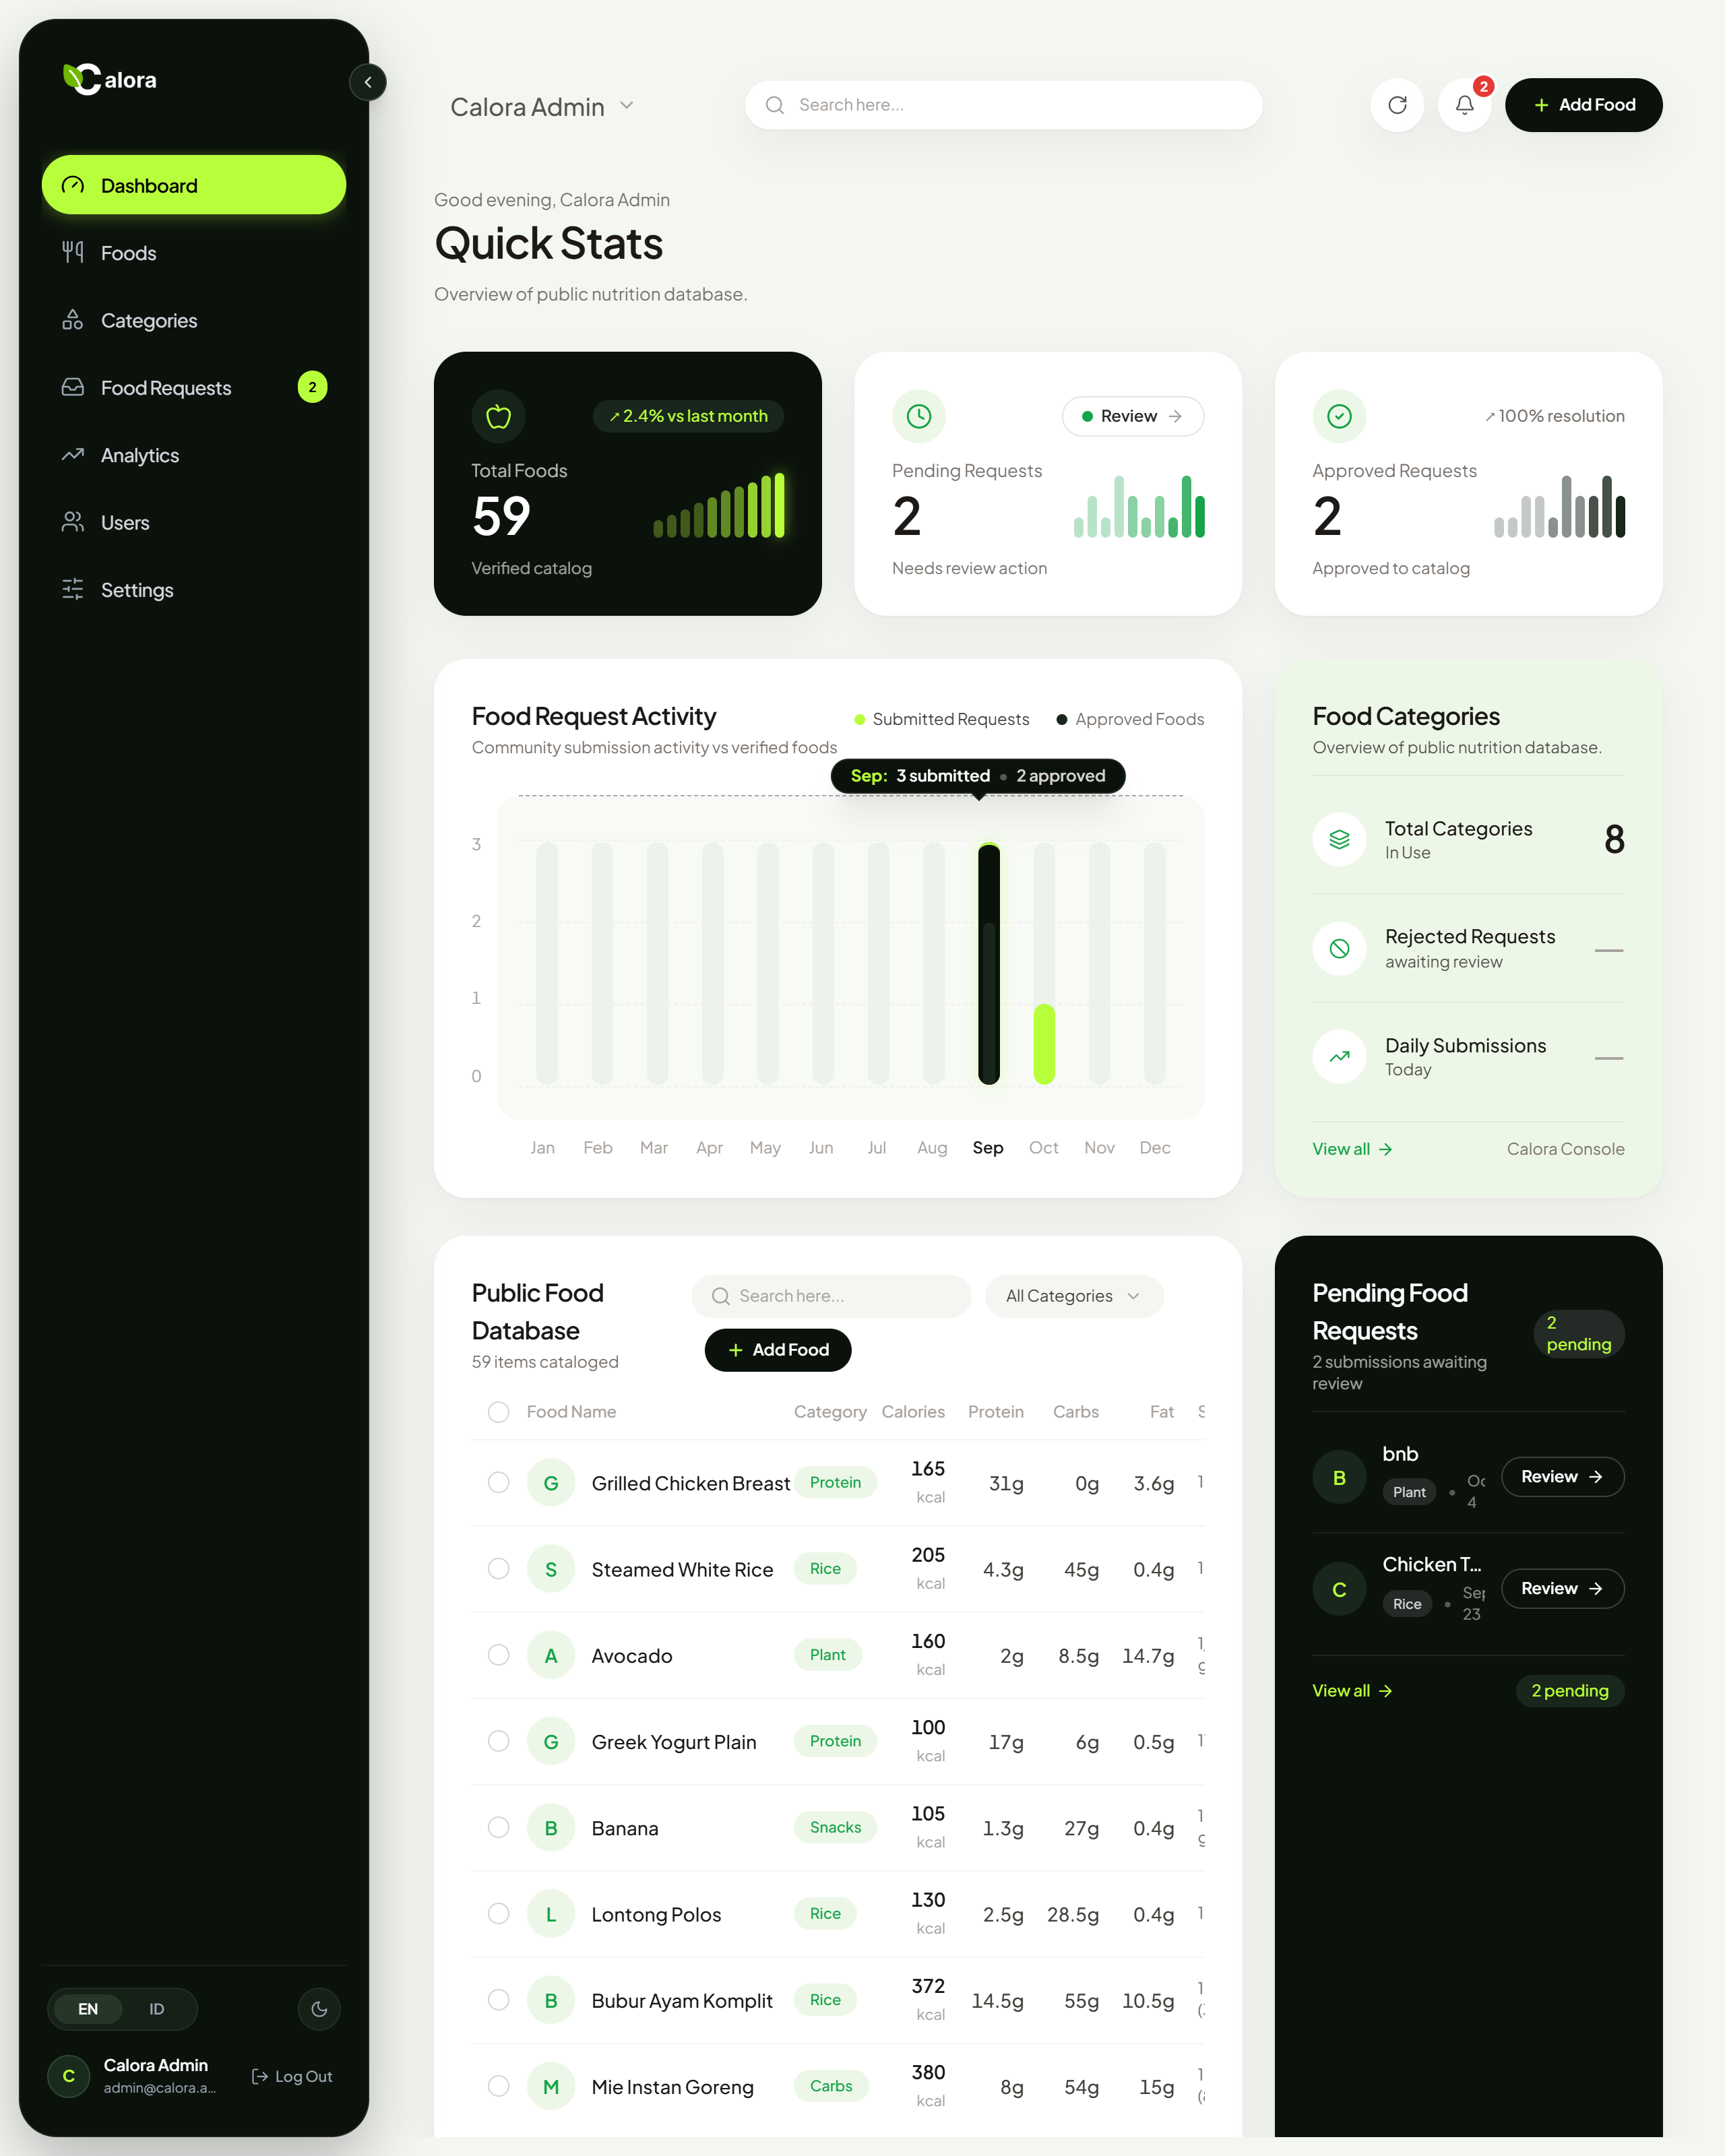 Calora
Dashboard
Foods
Categories
Food Requests 2
Analytics
Users
Settings
EN ID
C Calora Admin
admin@calora.a...
Log Out
Calora Admin
Search here...
2
+ Add Food
Good evening, Calora Admin
Quick Stats
Overview of public nutrition database.
↗ 2.4% vs last month
Total Foods
59
Verified catalog
Review →
Pending Requests
2
Needs review action
↗ 100% resolution
Approved Requests
2
Approved to catalog
Food Request Activity
Community submission activity vs verified foods
Submitted Requests Approved Foods
Sep: 3 submitted • 2 approved
3
2
1
0
Jan Feb Mar Apr May Jun Jul Aug Sep Oct Nov Dec
Food Categories
Overview of public nutrition database.
Total Categories
In Use
8
Rejected Requests
awaiting review
—
Daily Submissions
Today
—
View all →
Calora Console
Public Food
Database
59 items cataloged
Search here...
All Categories
+ Add Food
Food Name Category Calories Protein Carbs Fat
G Grilled Chicken Breast Protein 165 kcal 31g 0g 3.6g
S Steamed White Rice Rice 205 kcal 4.3g 45g 0.4g
A Avocado Plant 160 kcal 2g 8.5g 14.7g
G Greek Yogurt Plain Protein 100 kcal 17g 6g 0.5g
B Banana Snacks 105 kcal 1.3g 27g 0.4g
L Lontong Polos Rice 130 kcal 2.5g 28.5g 0.4g
B Bubur Ayam Komplit Rice 372 kcal 14.5g 55g 10.5g
M Mie Instan Goreng Carbs 380 kcal 8g 54g 15g
Pending Food
Requests
2 submissions awaiting
review
2
pending
B bnb
Plant •
4
Review →
C Chicken T...
Rice • Sep
23
Review →
View all →
2 pending